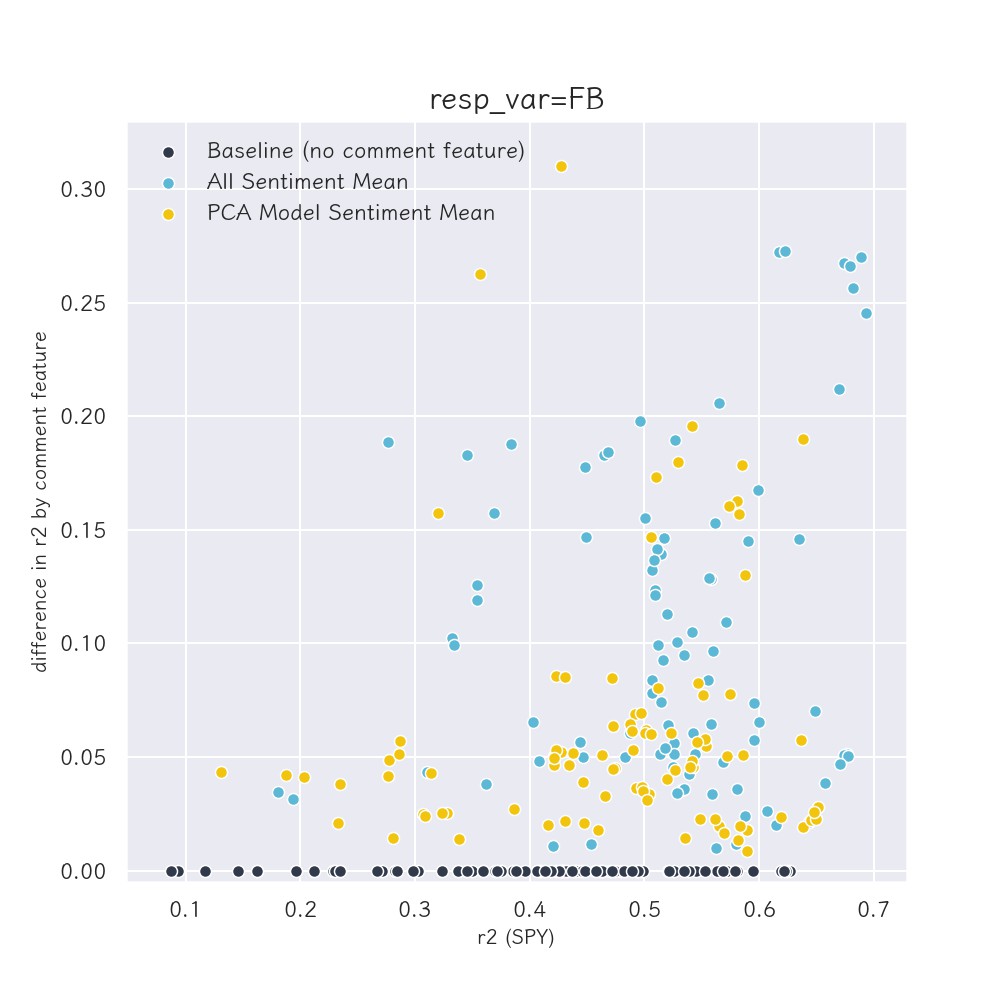 resp_var=FB
Baseline (no comment feature)
All Sentiment Mean
PCA Model Sentiment Mean
difference in r2 by comment feature
0.30
0.25
0.20
0.15
0.10
0.05
0.00
0.1 0.2 0.3 0.4 0.5 0.6 0.7
r2 (SPY)